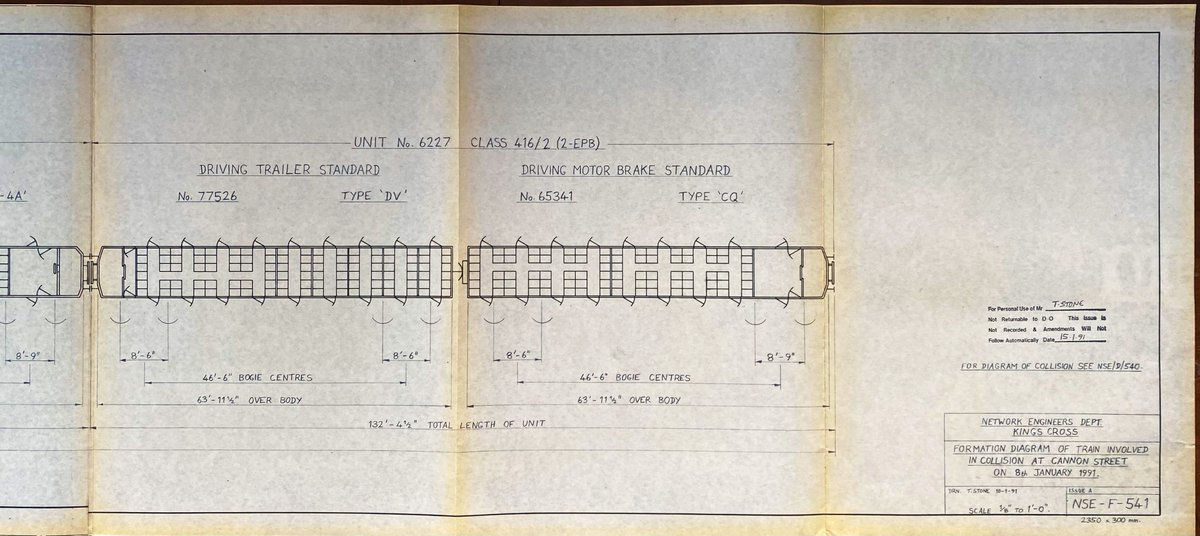 UNIT No. 6227 CLASS 416/2 (2-EPB)
DRIVING TRAILER STANDARD
DRIVING MOTOR BRAKE STANDARD
-4A'
No. 77526
TYPE 'DV'
No. 65341
TYPE 'CQ'
8'-9"
8'-6"
8'-6"
8'-6"
8'-9"
46'-6" BOGIE CENTRES
46'-6" BOGIE CENTRES
63'-11½" OVER BODY
63'-11½" OVER BODY
132'-4½" TOTAL LENGTH OF UNIT
For Personal Use of Mr T. STONE
Not Returnable to D·O This Issue is
Not Recorded & Amendments Will Not
Follow Automatically Date 15.1.91
FOR DIAGRAM OF COLLISION SEE NSE/D/540.
NETWORK ENGINEERS DEPT.
KINGS CROSS
FORMATION DIAGRAM OF TRAIN INVOLVED
IN COLLISION AT CANNON STREET
ON 8th JANUARY 1991.
DRN. T. STONE 10-1-91
SCALE 3/8" TO 1'-0".
ISSUE A
NSE-F-541
2350 x 300 mm.